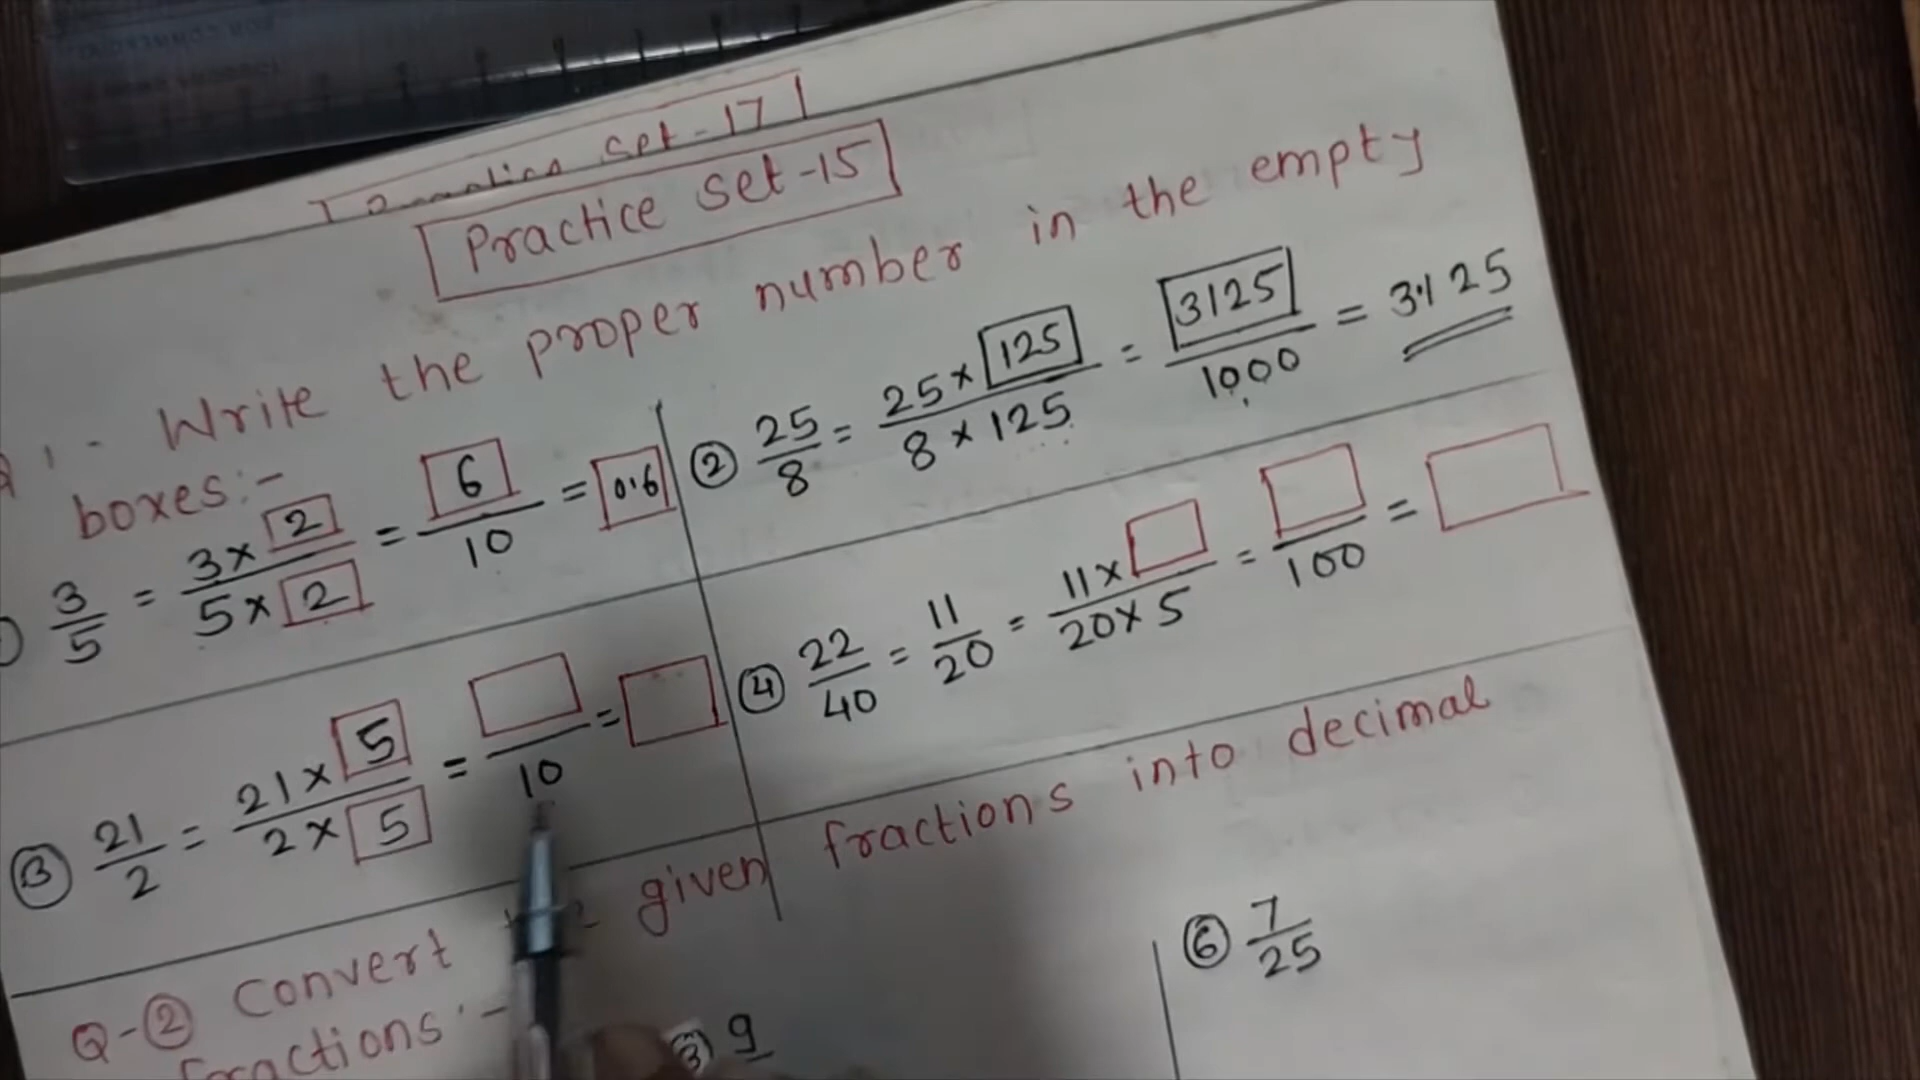 Set-17
Practice Set-15
1- Write the proper number in the empty
boxes:-
3/5 = 3×2/5×2 = 6/10 = 0.6
② 25/8 = 25×125/8×125 = 3125/1000 = 3.125
③ 21/2 = 21×5/2×5 = □/10 = □
④ 22/40 = 11/20 = 11×□/20×5 = □/100 = □
Q-② Convert given fractions into decimal
fractions:-
③ 9
⑥ 7/25